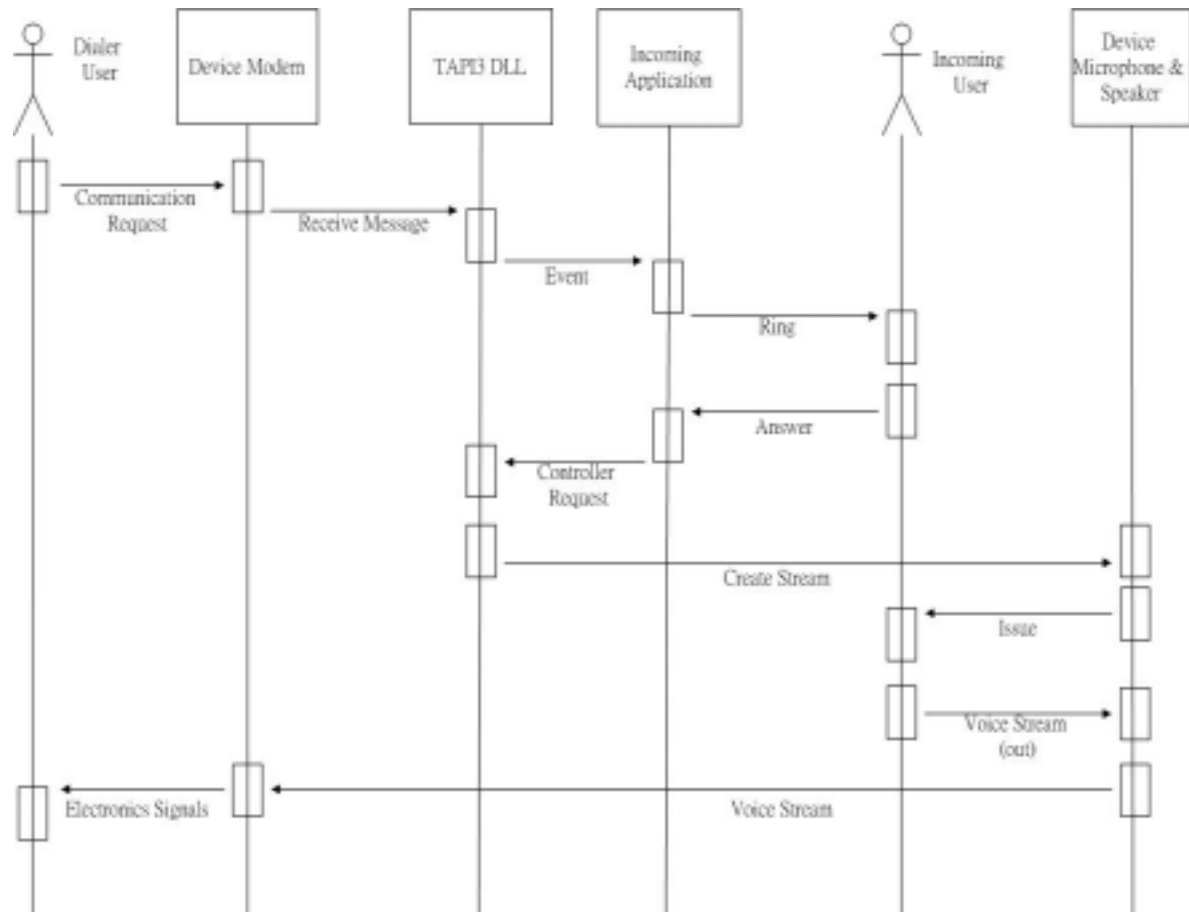 Dialer
User
Device Modem
TAPI3 DLL
Incoming
Application
Incoming
User
Device
Microphone &
Speaker
Communication
Request
Receive Message
Event
Ring
Answer
Controller
Request
Create Stream
Issue
Voice Stream
(out)
Electronics Signals
Voice Stream